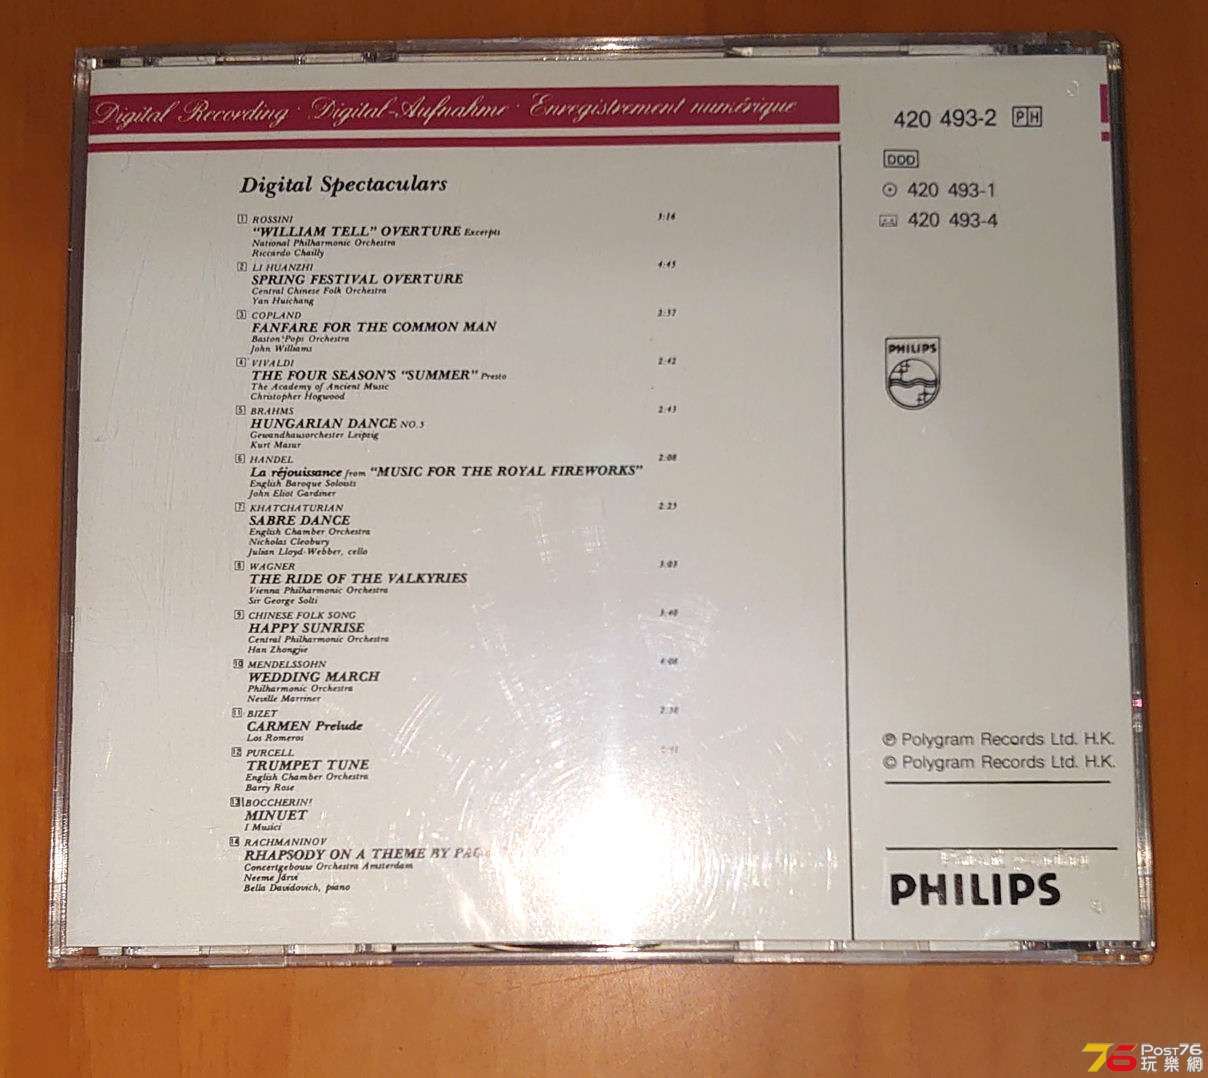 Digital Recording · Digital-Aufnahme · Enregistrement numérique
Digital Spectaculars
1 ROSSINI 3:16
"WILLIAM TELL" OVERTURE Excerpts
National Philharmonic Orchestra
Riccardo Chailly
2 LI HUANZHI 4:45
SPRING FESTIVAL OVERTURE
Central Chinese Folk Orchestra
Yan Huichang
3 COPLAND
FANFARE FOR THE COMMON MAN
Boston Pops Orchestra
John Williams
4 VIVALDI 2:42
THE FOUR SEASON'S "SUMMER" Presto
The Academy of Ancient Music
Christopher Hogwood
5 BRAHMS 2:43
HUNGARIAN DANCE NO.5
Gewandhausorchester Leipzig
Kurt Masur
6 HANDEL 2:08
La réjouissance from "MUSIC FOR THE ROYAL FIREWORKS"
English Baroque Soloists
John Eliot Gardiner
7 KHATCHATURIAN 2:25
SABRE DANCE
English Chamber Orchestra
Nicholas Cleobury
Julian Lloyd-Webber, cello
8 WAGNER 3:03
THE RIDE OF THE VALKYRIES
Vienna Philharmonic Orchestra
Sir George Solti
9 CHINESE FOLK SONG 3:40
HAPPY SUNRISE
Central Philharmonic Orchestra
Han Zhongjie
10 MENDELSSOHN 4:08
WEDDING MARCH
Philharmonic Orchestra
Neville Marriner
11 BIZET
CARMEN Prelude
Los Romeros
12 PURCELL
TRUMPET TUNE
English Chamber Orchestra
Barry Rose
13 BOCCHERINI
MINUET
I Musici
14 RACHMANINOV
RHAPSODY ON A THEME BY
Concertgebouw Orchestra Amsterdam
Neeme Järvi
Bella Davidovich, piano
420 493-2 PH
DDD
420 493-1
420 493-4
PHILIPS
℗ Polygram Records Ltd. H.K.
© Polygram Records Ltd. H.K.
PHILIPS
76 POST76
玩樂網